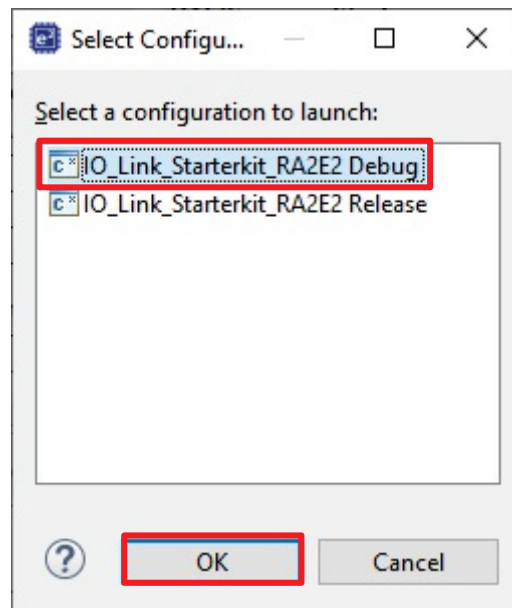 Select Configu...
Select a configuration to launch:
IO_Link_Starterkit_RA2E2 Debug
IO_Link_Starterkit_RA2E2 Release
? OK Cancel